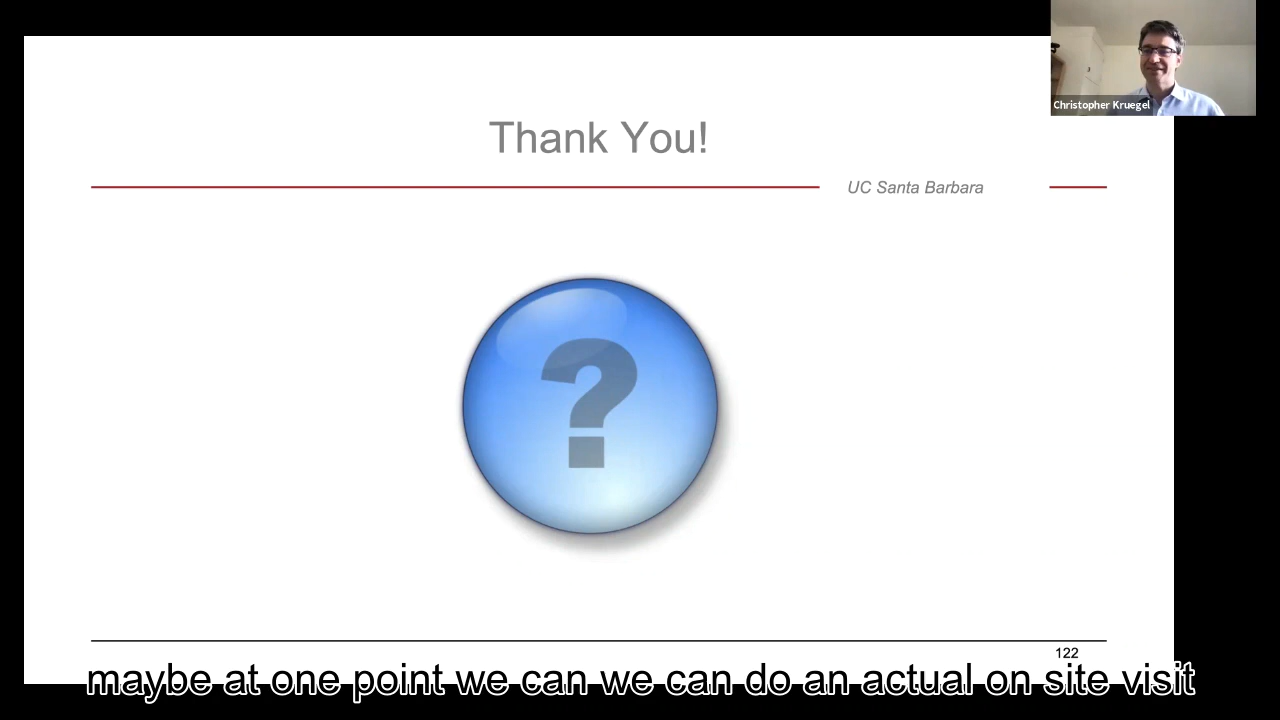 Christopher Kruegel
Thank You!
UC Santa Barbara
?
122
maybe at one point we can we can do an actual on site visit